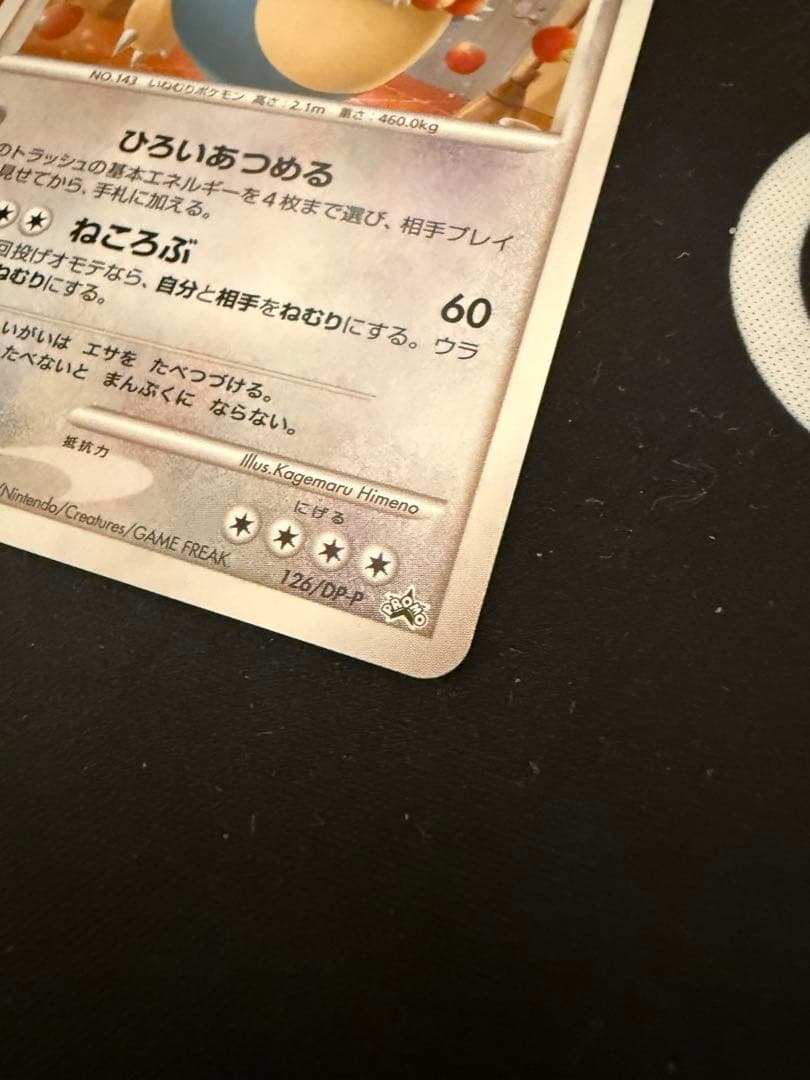 NO.143 いねむりポケモン 高さ:2.1m 重さ:460.0kg
ひろいあつめる
のトラッシュの基本エネルギーを4枚まで選び、相手プレイ
見せてから、手札に加える。
ねころぶ 60
回投げオモテなら、自分と相手をねむりにする。ウラ
ねむりにする。
いがいは エサを たべつづける。
たべないと まんぷくに ならない。
抵抗力
Illus.Kagemaru Himeno
にげる
/Nintendo/Creatures/GAME FREAK
126/DP-P
PROMO